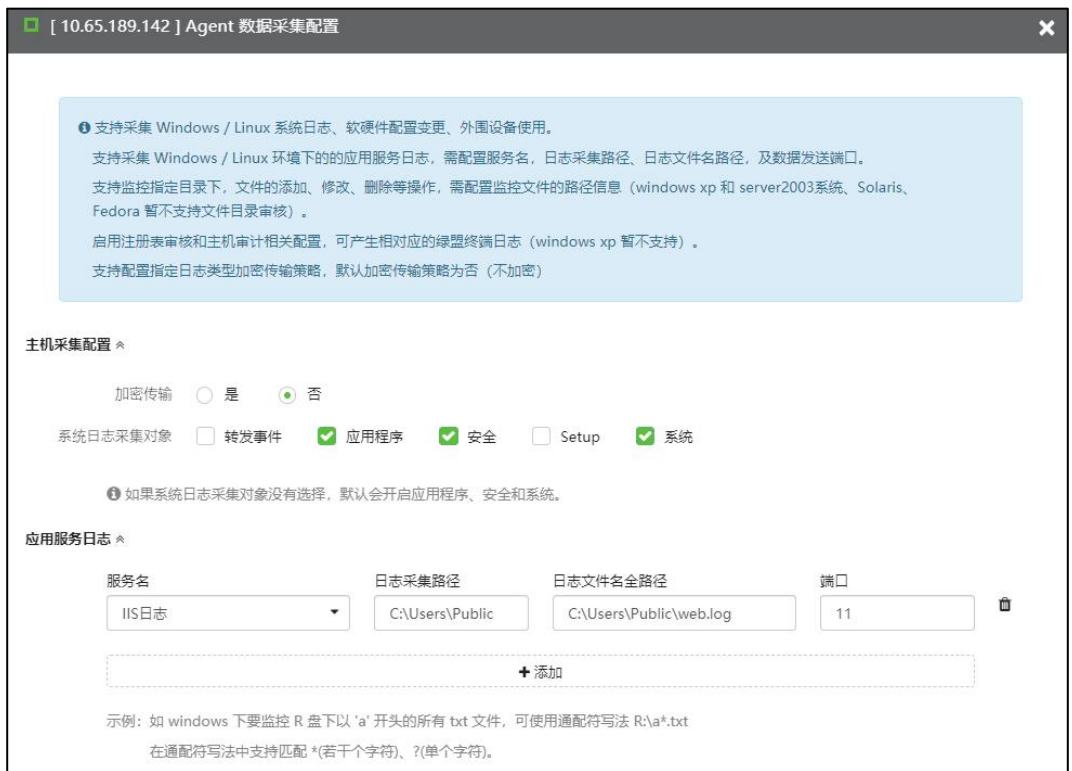 [ 10.65.189.142 ] Agent 数据采集配置
支持采集 Windows / Linux 系统日志、软硬件配置变更、外围设备使用。
支持采集 Windows / Linux 环境下的的应用服务日志，需配置服务名，日志采集路径、日志文件名路径，及数据发送端口。
支持监控指定目录下，文件的添加、修改、删除等操作，需配置监控文件的路径信息（windows xp 和 server2003系统、Solaris、
Fedora 暂不支持文件目录审核）。
启用注册表审核和主机审计相关配置，可产生相对应的绿盟终端日志（windows xp 暂不支持）。
支持配置指定日志类型加密传输策略，默认加密传输策略为否（不加密）
主机采集配置
加密传输 是 否
系统日志采集对象 转发事件 应用程序 安全 Setup 系统
如果系统日志采集对象没有选择，默认会开启应用程序、安全和系统。
应用服务日志
服务名 日志采集路径 日志文件名全路径 端口
IIS日志 C:\Users\Public C:\Users\Public\web.log 11
+ 添加
示例：如 windows 下要监控 R 盘下以 'a' 开头的所有 txt 文件，可使用通配符写法 R:\a*.txt
在通配符写法中支持匹配 *(若干个字符)、?(单个字符)。